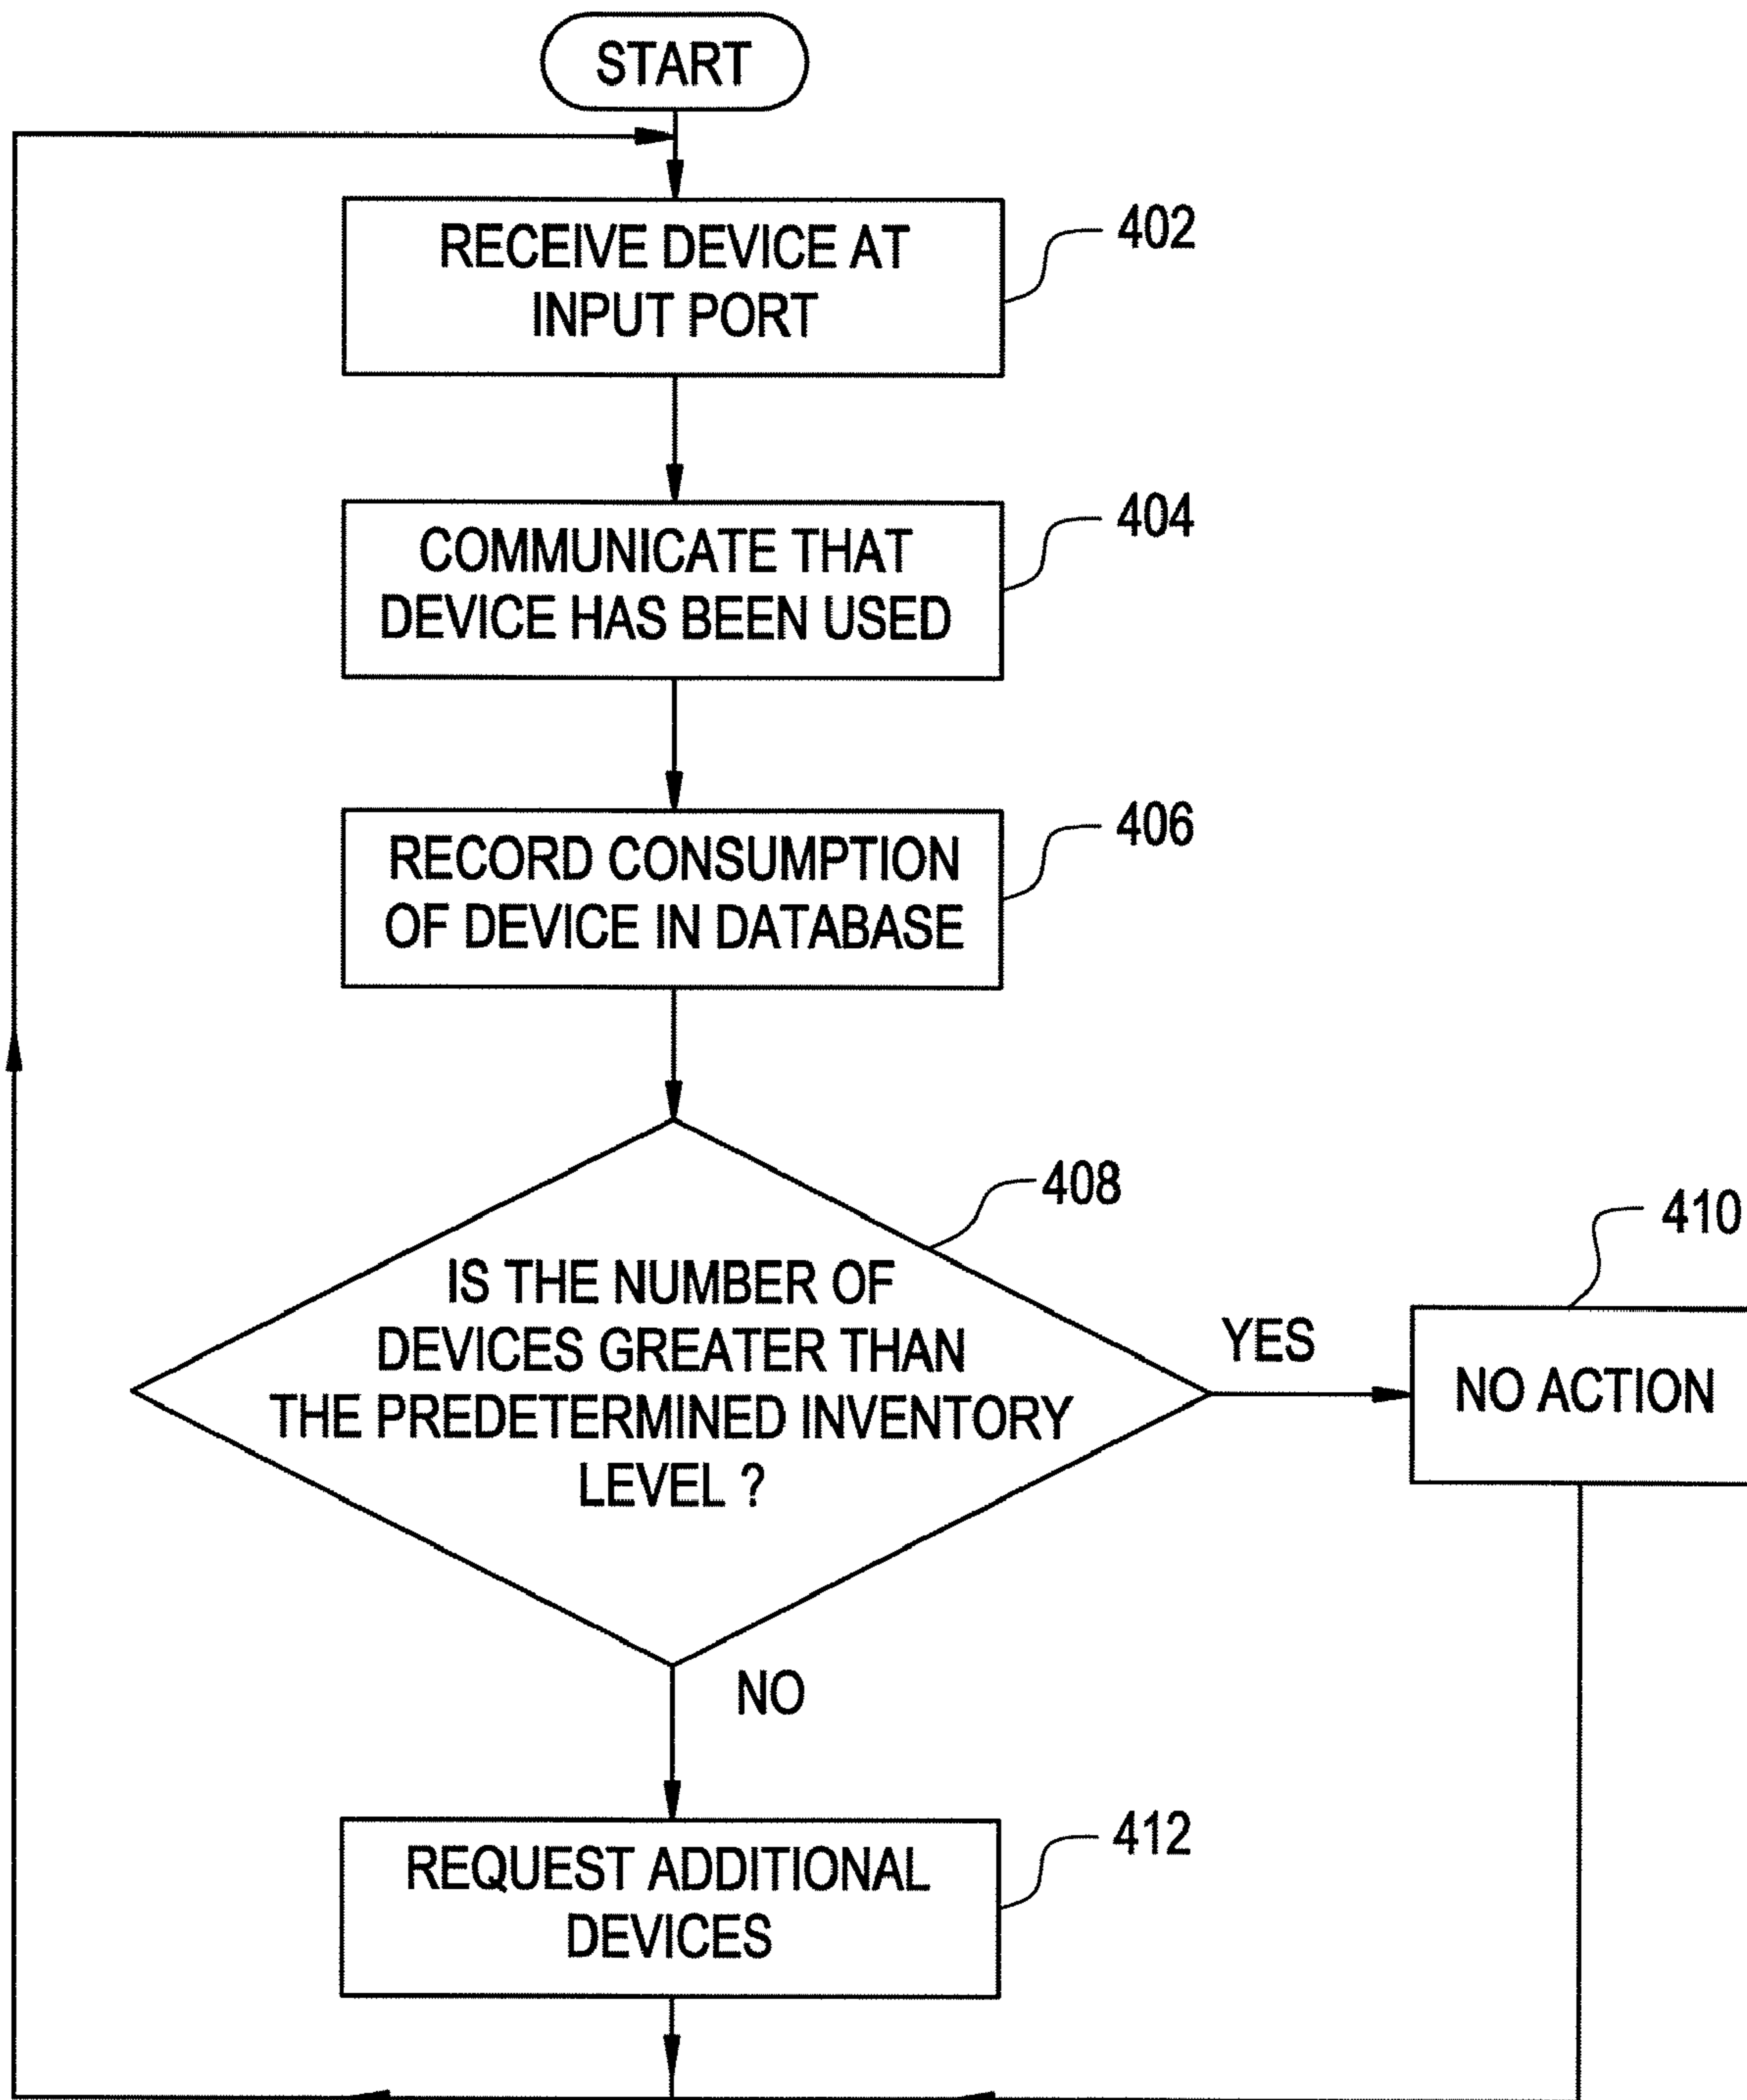 START
RECEIVE DEVICE AT
INPUT PORT
402
COMMUNICATE THAT
DEVICE HAS BEEN USED
404
RECORD CONSUMPTION
OF DEVICE IN DATABASE
406
408
IS THE NUMBER OF
DEVICES GREATER THAN
THE PREDETERMINED INVENTORY
LEVEL ?
YES
410
NO ACTION
NO
REQUEST ADDITIONAL
DEVICES
412